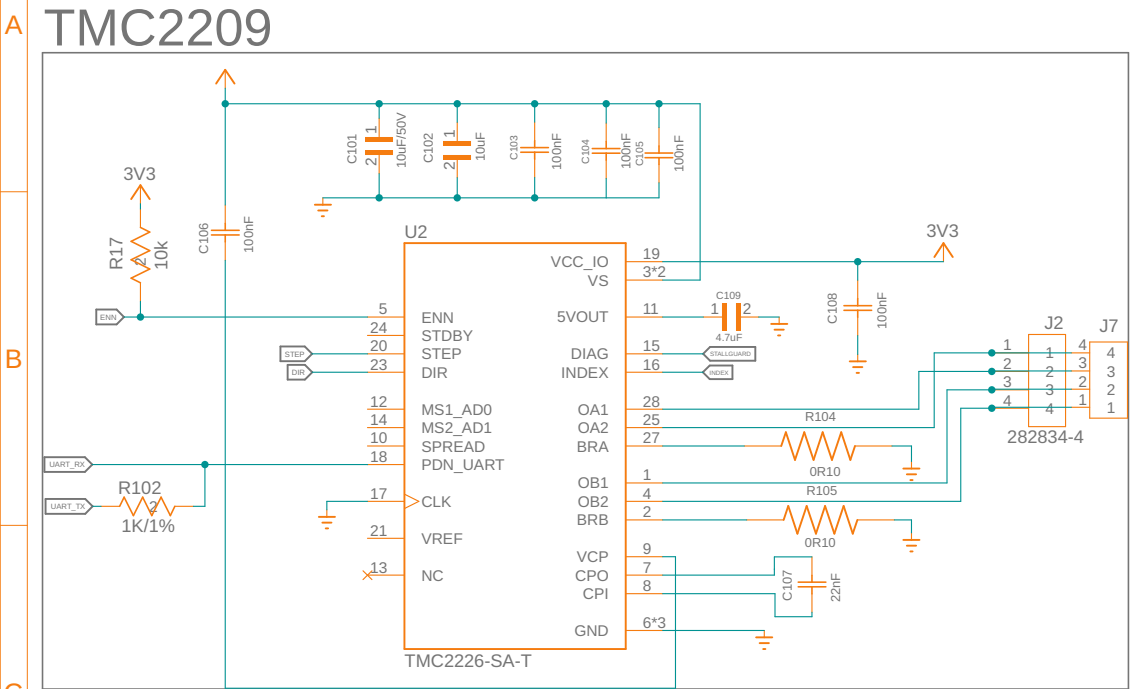 A
TMC2209
C101
1
2
10uF/50V
C102
1
2
10uF
C103
100nF
C104
100nF
C105
100nF
3V3
R17
2
10k
C106
100nF
U2
3V3
VCC_IO
19
VS
3*2
C109
1
2
4.7uF
C108
100nF
ENN
5
ENN
5VOUT
11
24
STDBY
J2
J7
B
STEP
20
STEP
DIAG
15
STALLGUARD
1
1
4
4
DIR
23
DIR
INDEX
16
INDEX
2
2
3
3
3
3
2
2
12
MS1_AD0
OA1
28
4
4
1
1
14
MS2_AD1
OA2
25
R104
282834-4
10
SPREAD
BRA
27
UART_RX
18
PDN_UART
0R10
R102
OB1
1
R105
UART_TX
2
17
CLK
OB2
4
1K/1%
BRB
2
21
VREF
0R10
VCP
9
13
NC
CPO
7
C107
22nF
CPI
8
GND
6*3
TMC2226-SA-T
C